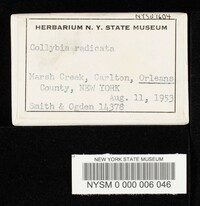 NYSM1604
HERBARIUM N. Y. STATE MUSEUM
Collybia radicata
Marsh Creek, Carlton, Orleans
County, NEW YORK
Aug. 11, 1953
Smith & Ogden 14378
NEW YORK STATE MUSEUM
NYSM 0 000 006 046